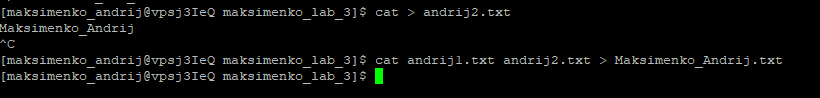 [maksimenko_andrij@vpsj3IeQ maksimenko_lab_3]$ cat > andrij2.txt
Maksimenko_Andrij
^C
[maksimenko_andrij@vpsj3IeQ maksimenko_lab_3]$ cat andrij1.txt andrij2.txt > Maksimenko_Andrij.txt
[maksimenko_andrij@vpsj3IeQ maksimenko_lab_3]$